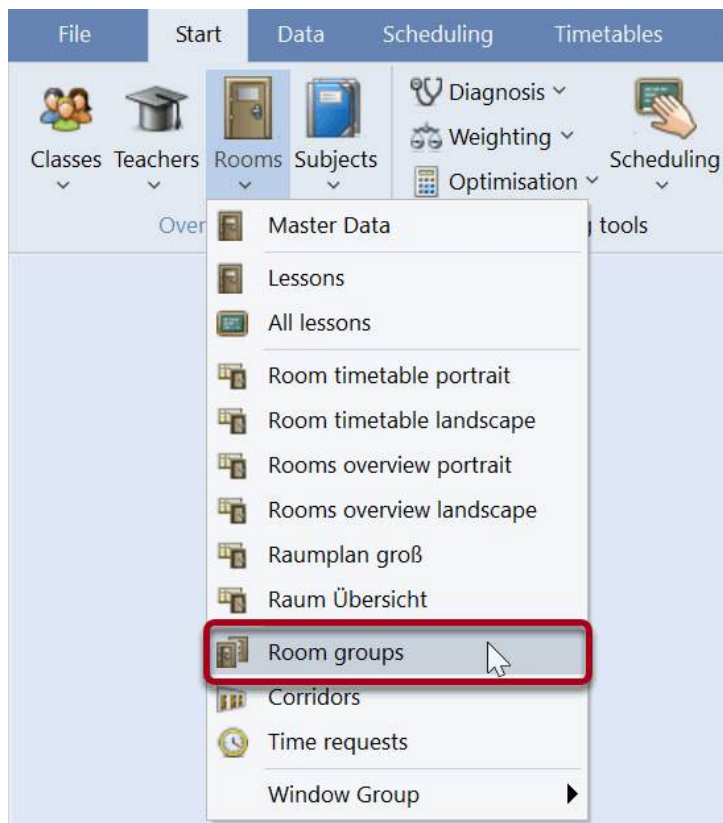 File Start Data Scheduling Timetables
Diagnosis
Weighting
Optimisation
Classes Teachers Rooms Subjects Scheduling
Over tools
Master Data
Lessons
All lessons
Room timetable portrait
Room timetable landscape
Rooms overview portrait
Rooms overview landscape
Raumplan groß
Raum Übersicht
Room groups
Corridors
Time requests
Window Group